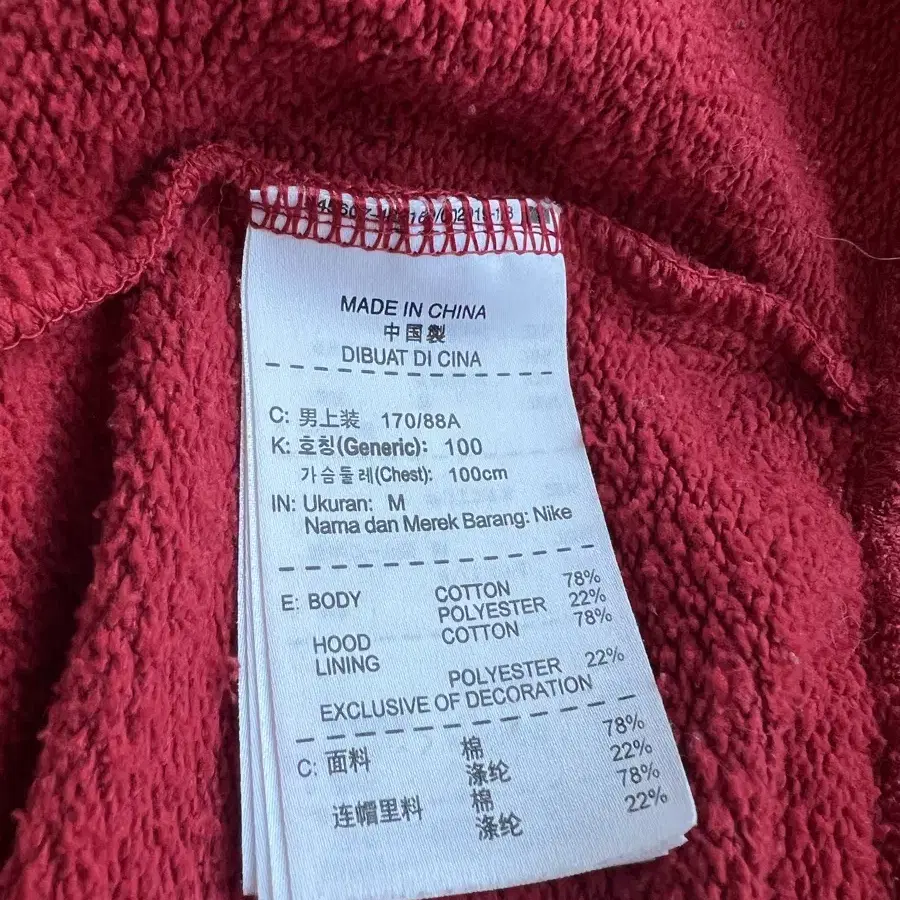 MADE IN CHINA
中国製
DIBUAT DI CINA
C: 男上装 170/88A
K: 호칭(Generic): 100
가슴둘레(Chest): 100cm
IN: Ukuran: M
Nama dan Merek Barang: Nike
E: BODY COTTON 78%
POLYESTER 22%
HOOD LINING COTTON 78%
POLYESTER 22%
EXCLUSIVE OF DECORATION
C: 面料 棉 78%
涤纶 22%
连帽里料 棉 78%
涤纶 22%